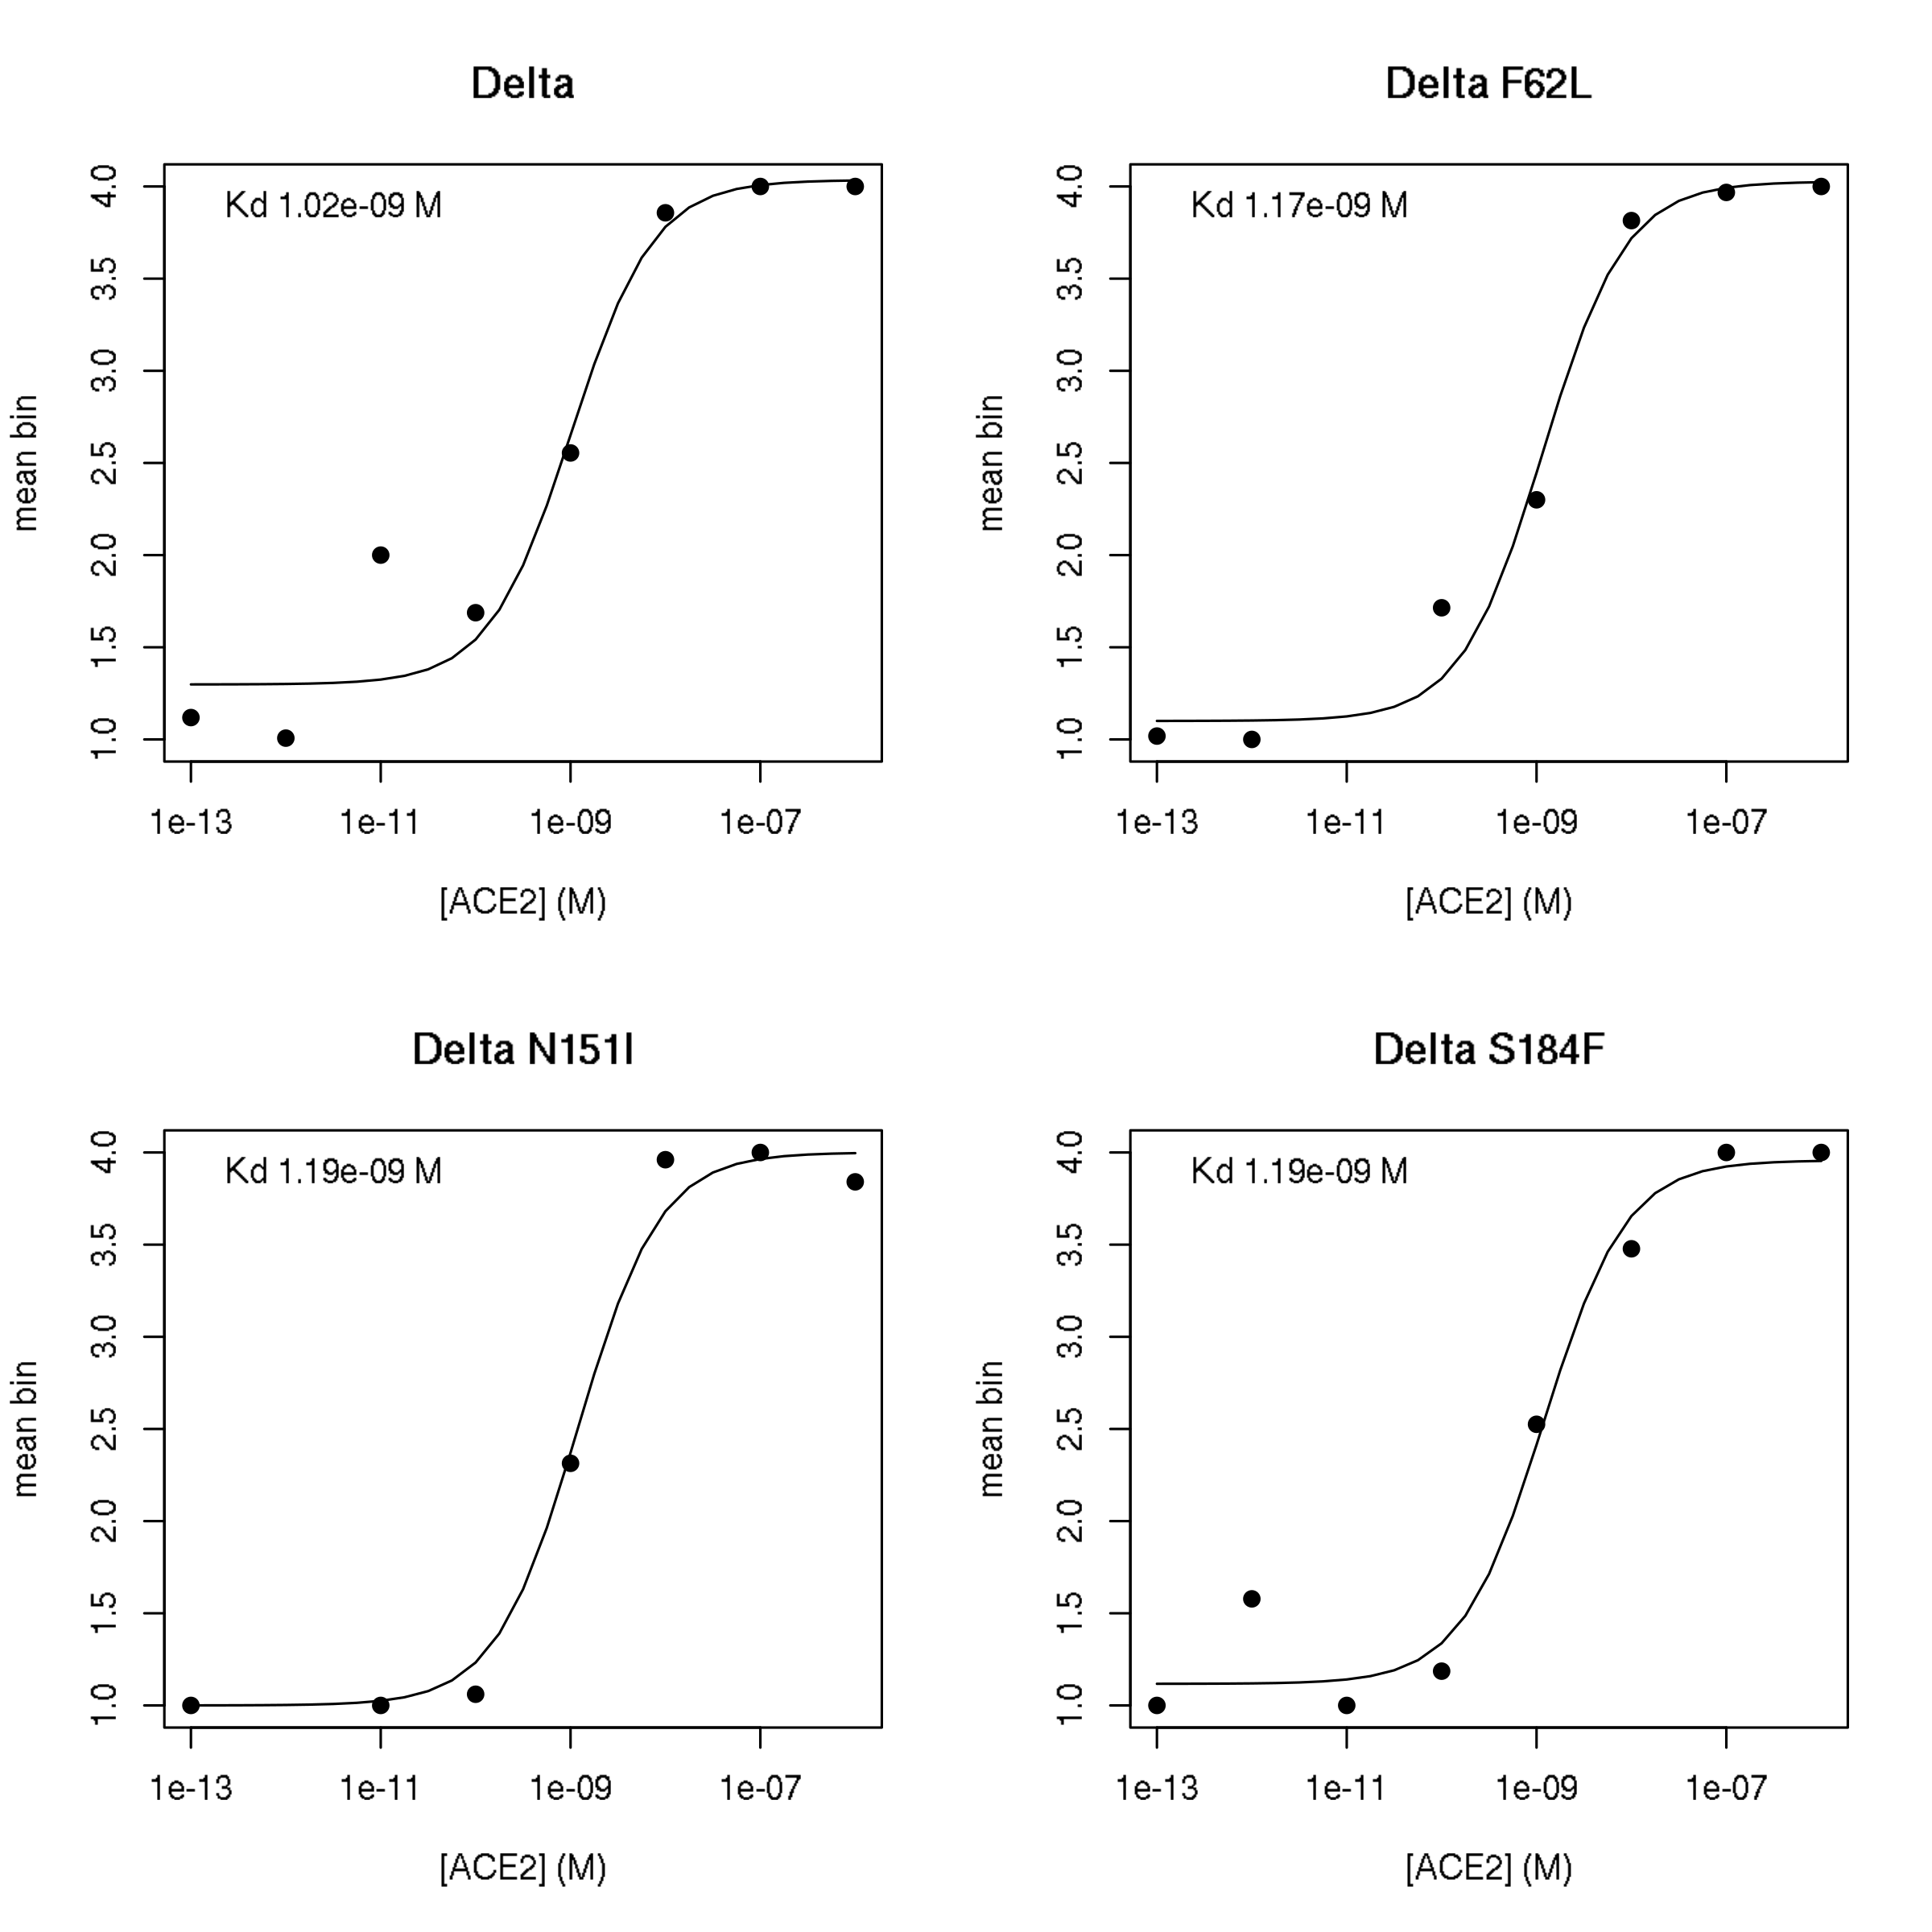 Delta
Kd 1.02e-09 M
mean bin
4.0
3.5
3.0
2.5
2.0
1.5
1.0
1e-13 1e-11 1e-09 1e-07
[ACE2] (M)
Delta F62L
Kd 1.17e-09 M
mean bin
4.0
3.5
3.0
2.5
2.0
1.5
1.0
1e-13 1e-11 1e-09 1e-07
[ACE2] (M)
Delta N151I
Kd 1.19e-09 M
mean bin
4.0
3.5
3.0
2.5
2.0
1.5
1.0
1e-13 1e-11 1e-09 1e-07
[ACE2] (M)
Delta S184F
Kd 1.19e-09 M
mean bin
4.0
3.5
3.0
2.5
2.0
1.5
1.0
1e-13 1e-11 1e-09 1e-07
[ACE2] (M)